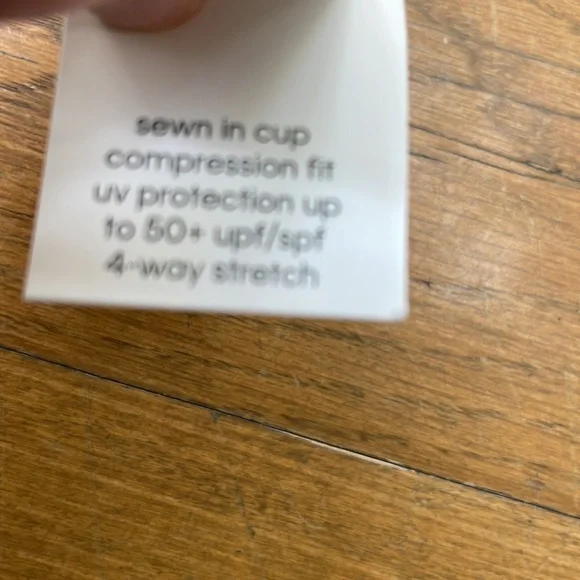 sewn in cup
compression fit
uv protection up
to 50+ upf/spf
4-way stretch